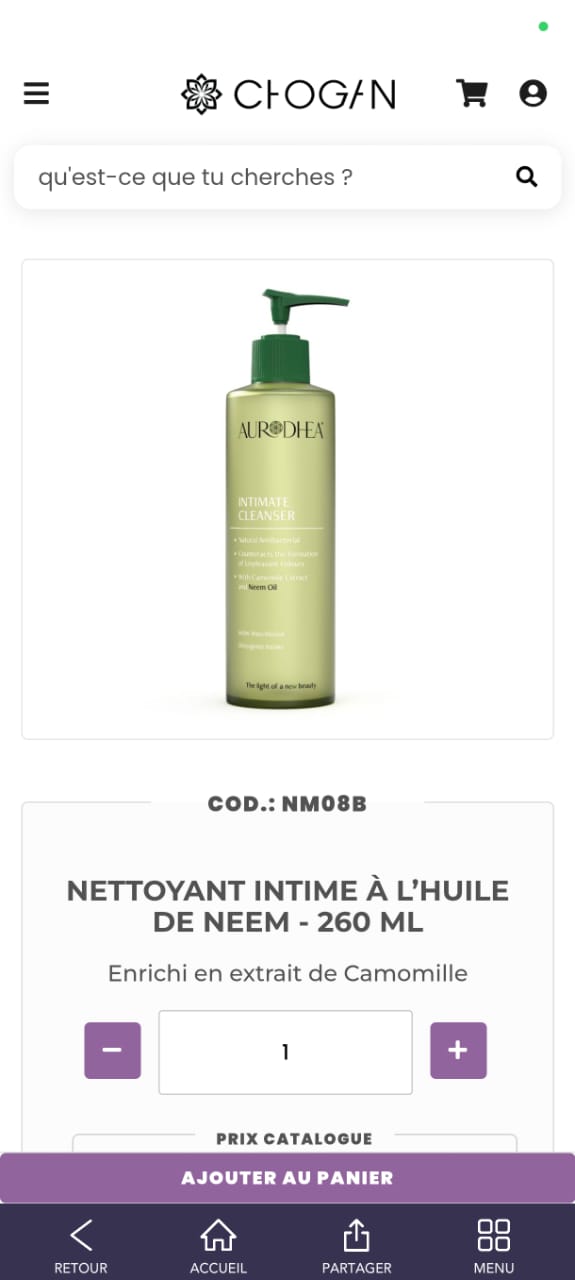 CHOGAN
qu'est-ce que tu cherches ?
AURODHEA
INTIMATE
CLEANSER
• Natural Antibacterial
• Counteracts the Formation
of Unpleasant Odours
• With Camomile Extract
and Neem Oil
The light of a new beauty
COD.: NM08B
NETTOYANT INTIME À L’HUILE
DE NEEM - 260 ML
Enrichi en extrait de Camomille
1
PRIX CATALOGUE
AJOUTER AU PANIER
RETOUR ACCUEIL PARTAGER MENU